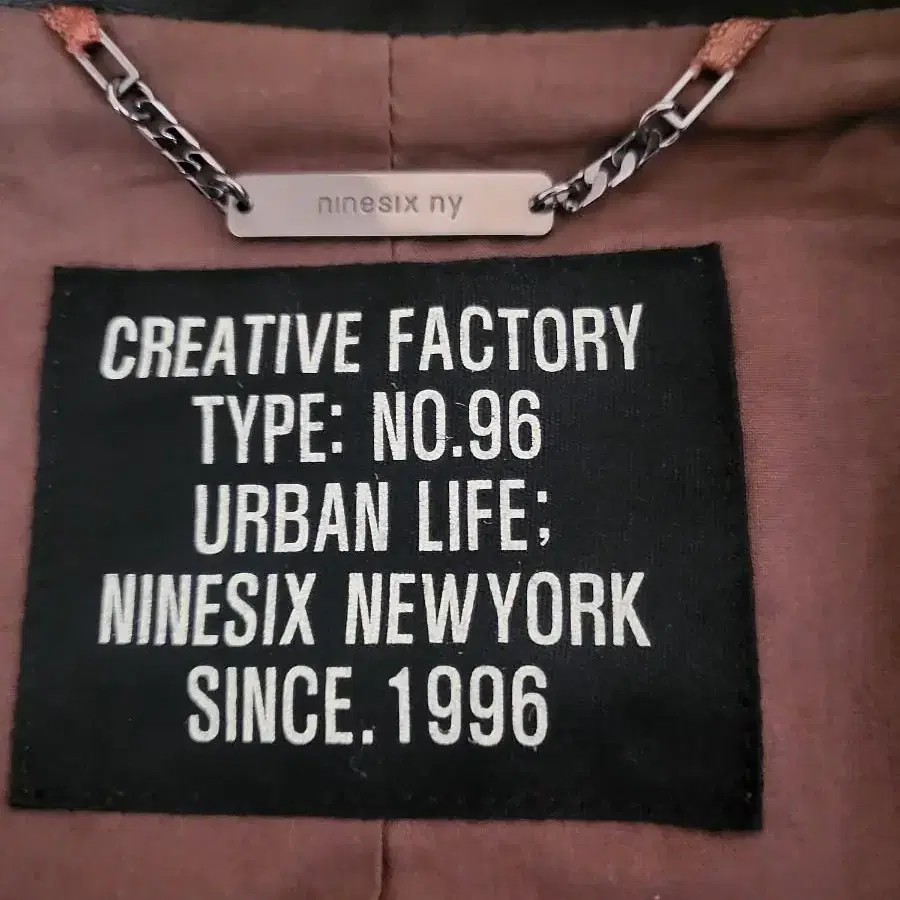 ninesix ny
CREATIVE FACTORY
TYPE: NO.96
URBAN LIFE;
NINESIX NEWYORK
SINCE.1996